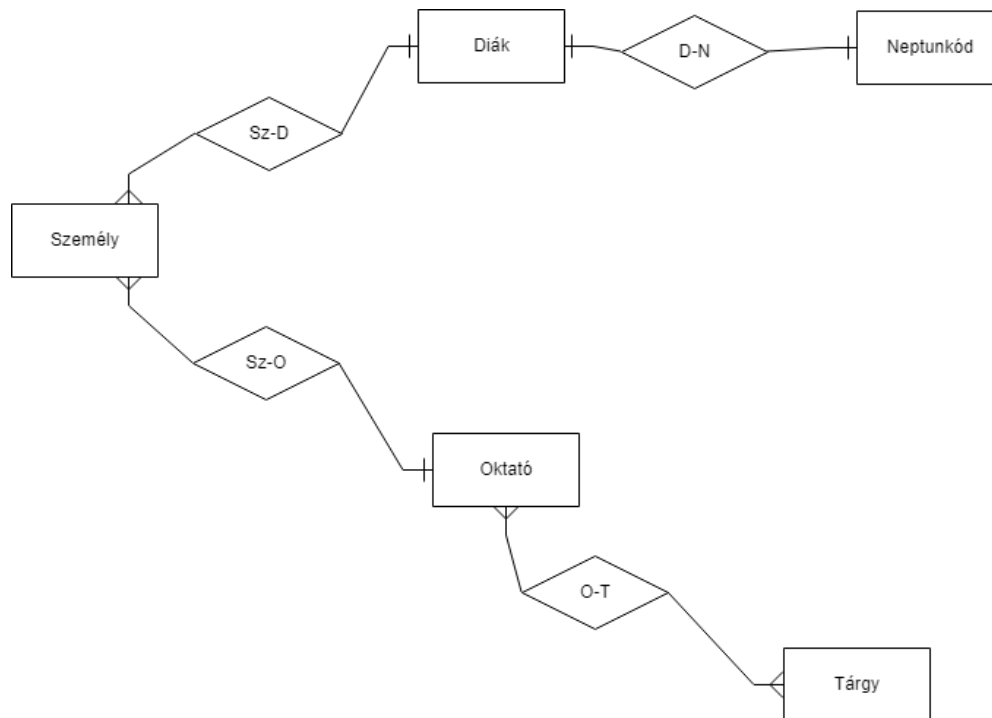 Diák
D-N
Neptunkód
Sz-D
Személy
Sz-O
Oktató
O-T
Tárgy